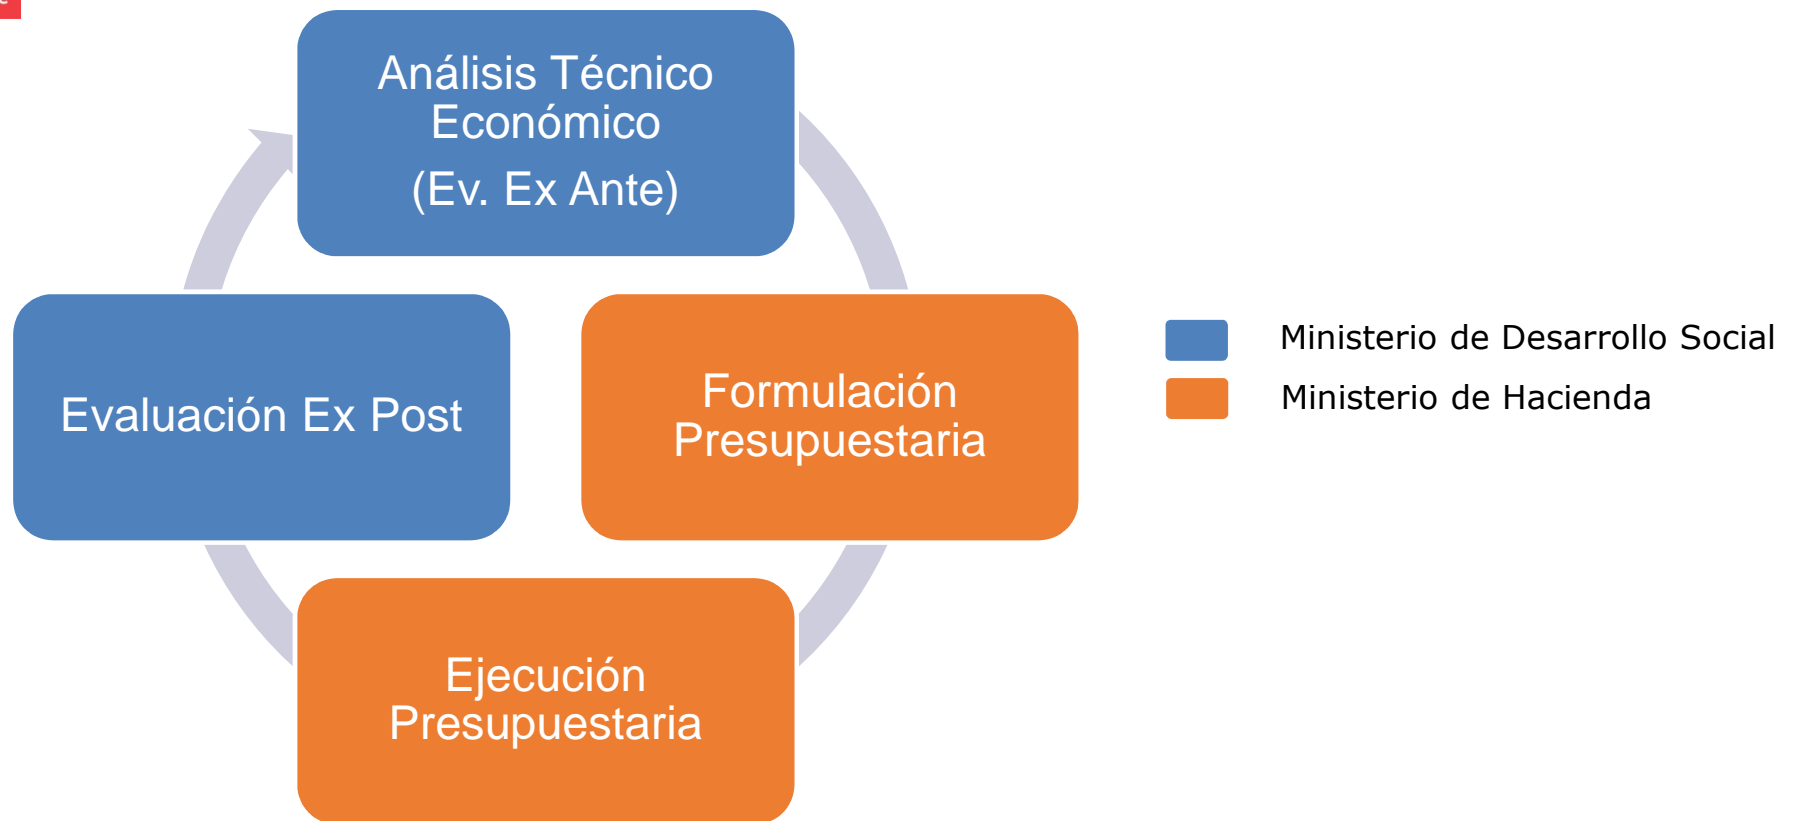 Análisis Técnico
Económico
(Ev. Ex Ante)
Evaluación Ex Post
Formulación
Presupuestaria
Ejecución
Presupuestaria
Ministerio de Desarrollo Social
Ministerio de Hacienda